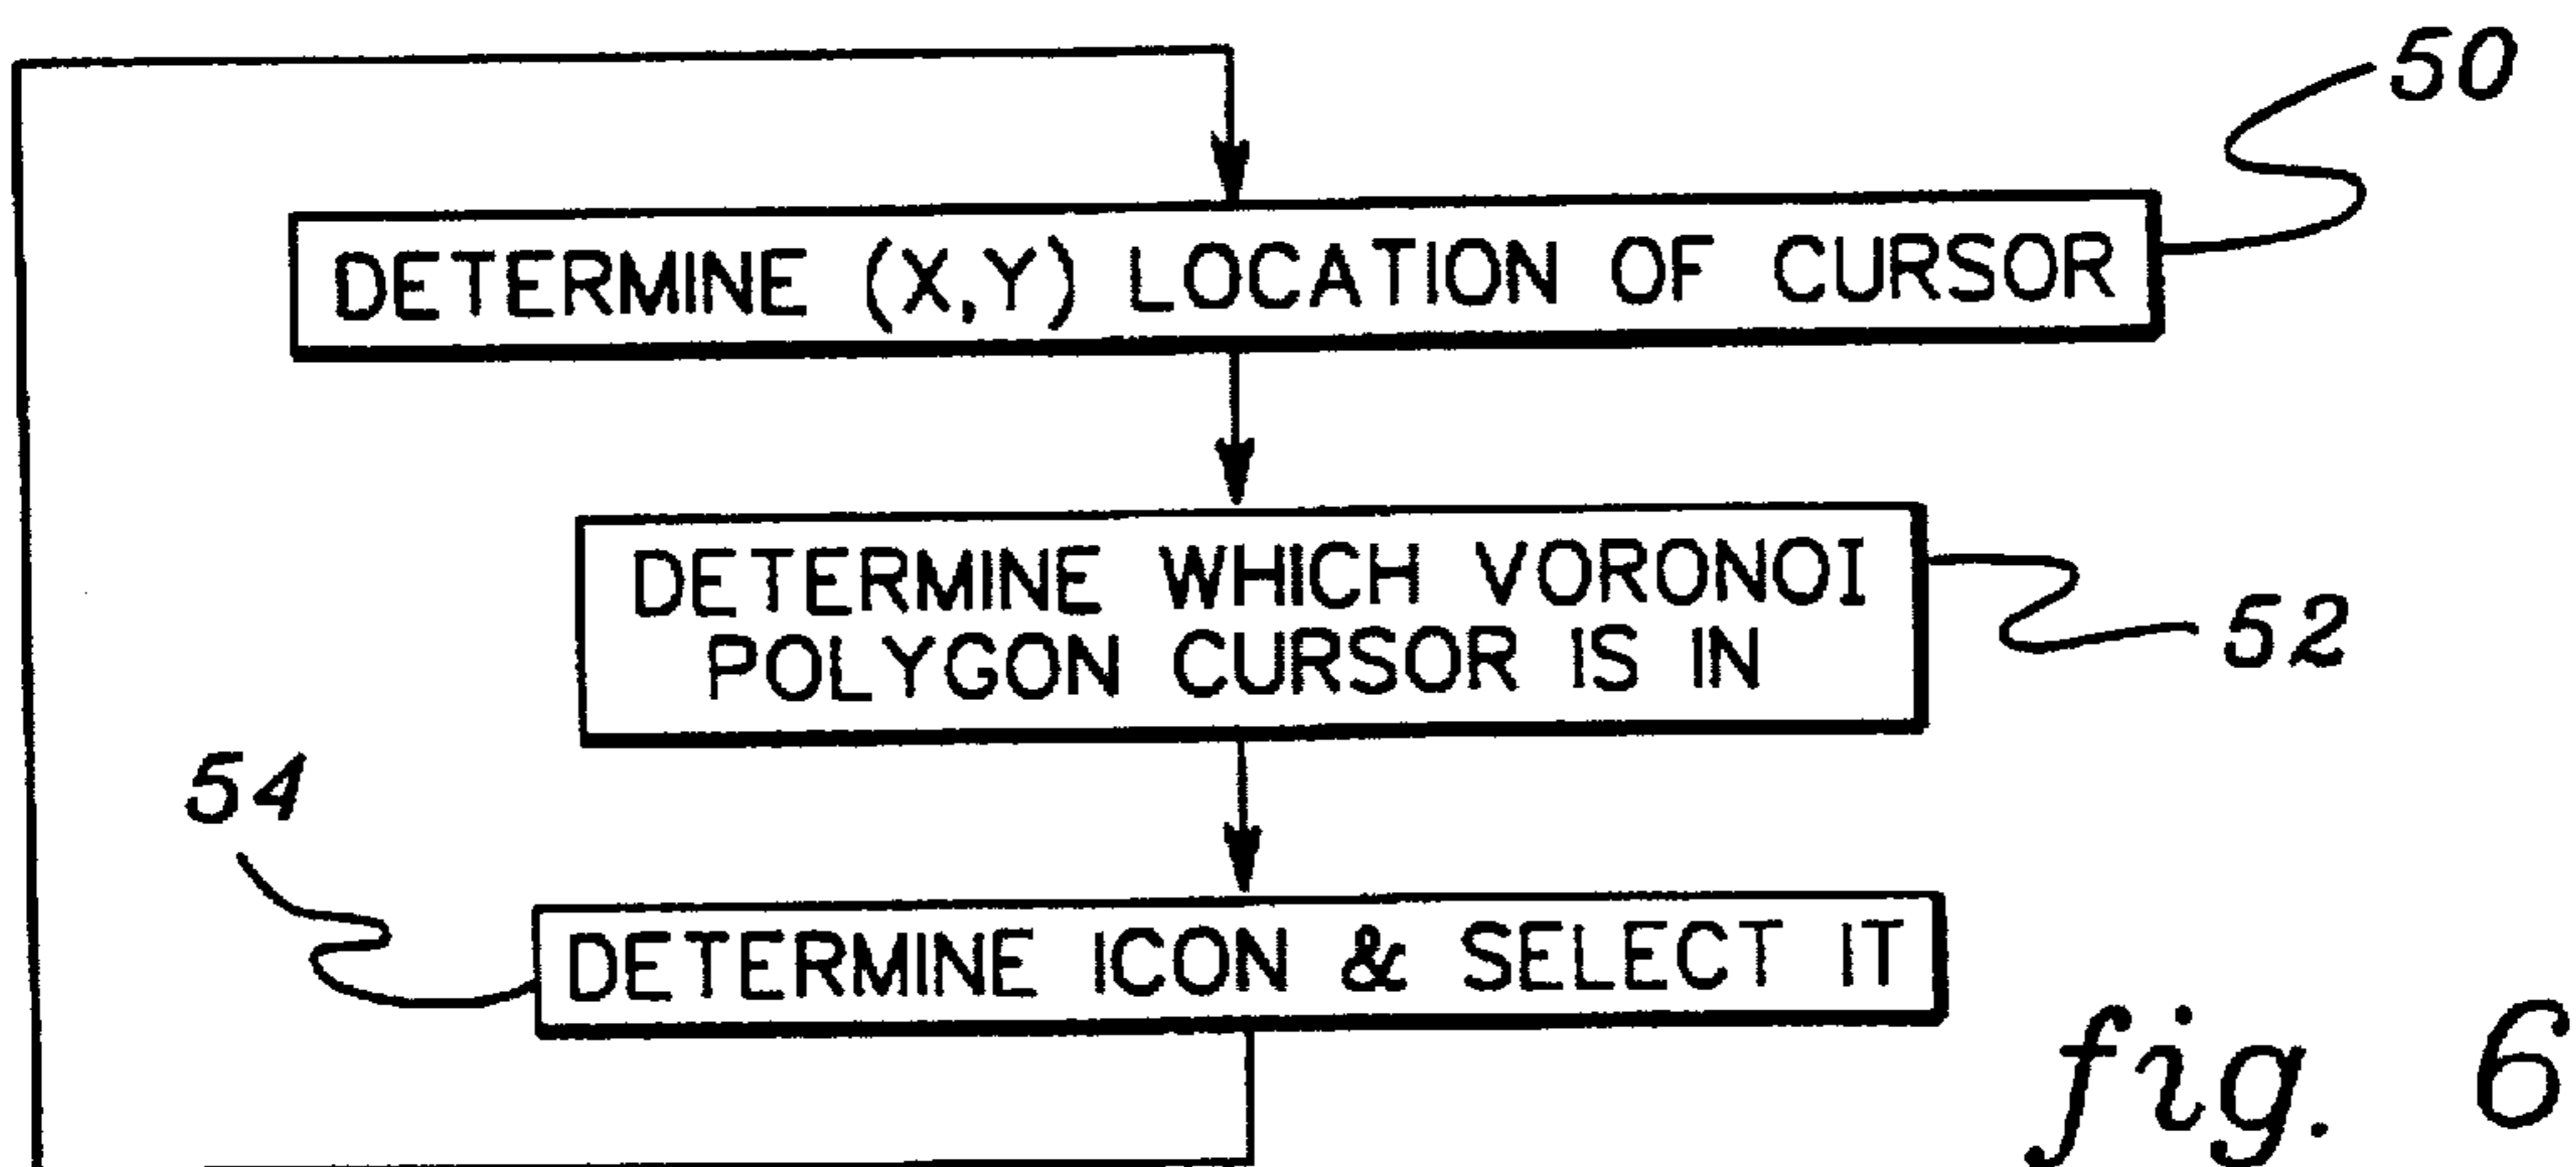 50
DETERMINE (X,Y) LOCATION OF CURSOR
DETERMINE WHICH VORONOI
POLYGON CURSOR IS IN
52
54
DETERMINE ICON & SELECT IT
fig. 6